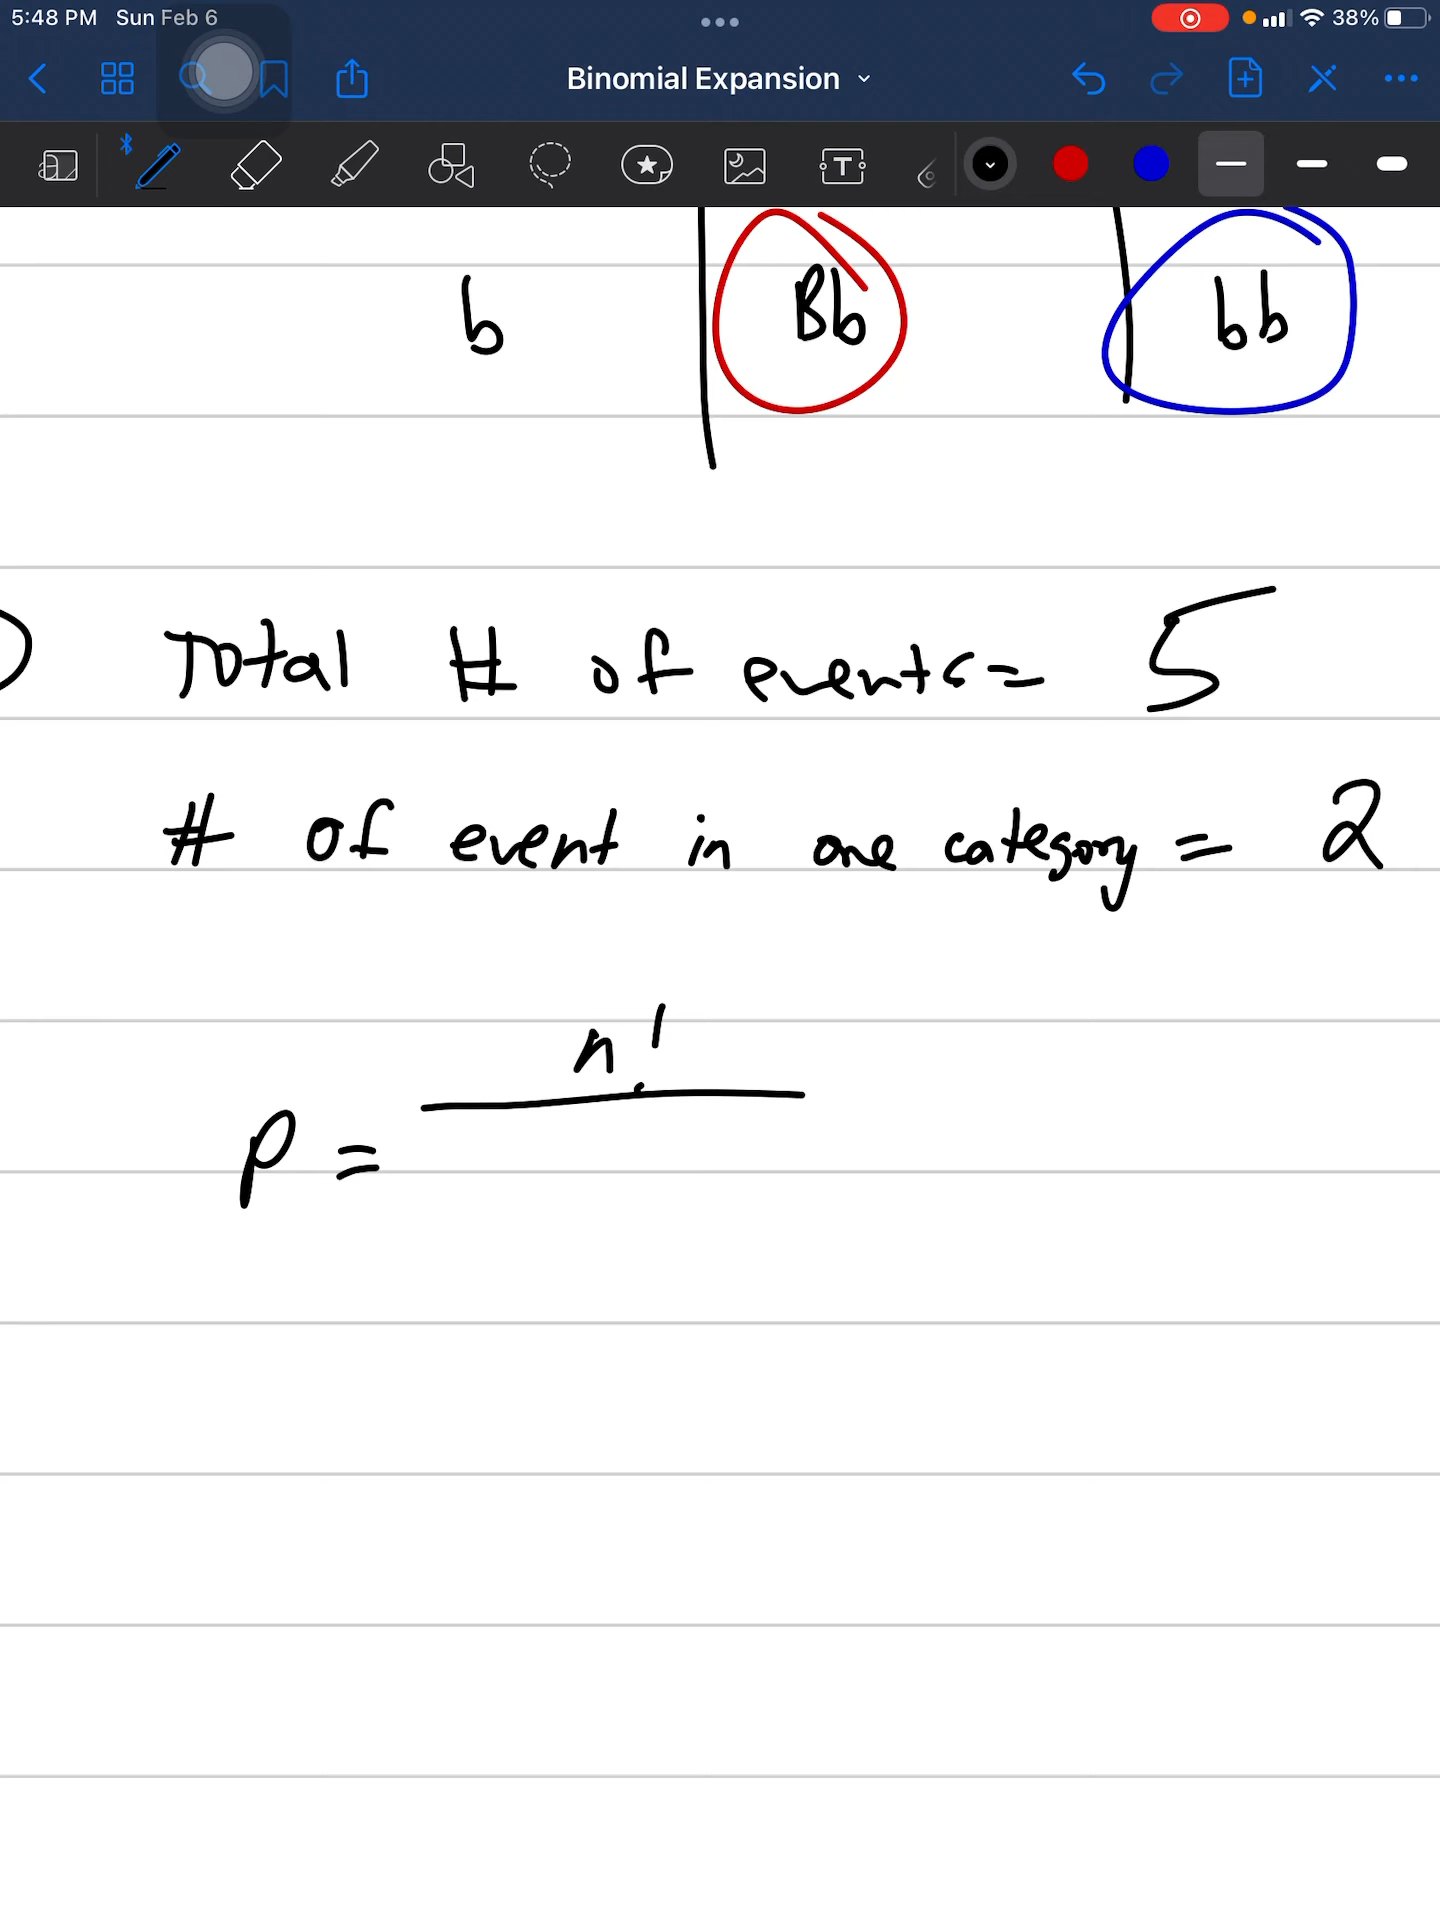 5:48 PM Sun Feb 6
38%
Binomial Expansion
b Bb bb
Total # of events = 5
# of event in one category = 2
n!
P =